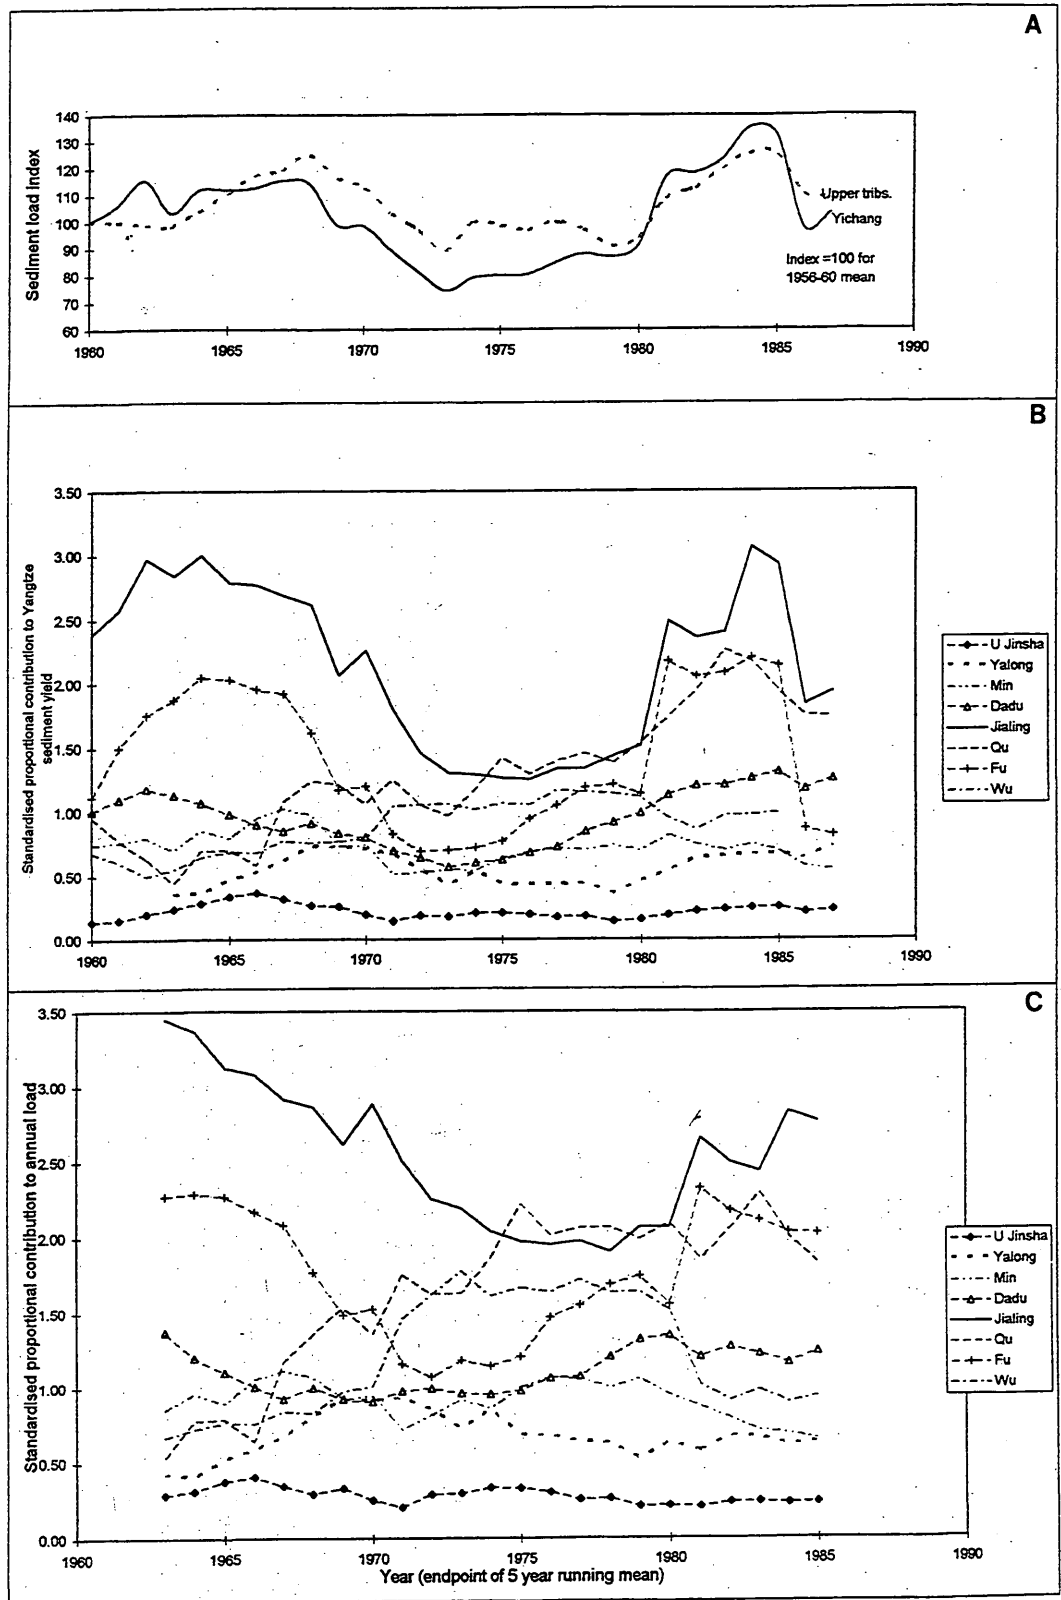 A
Sediment load index
140
130
120
110
100
90
80
70
60
1960
1965
1970
1975
1980
1985
1990
Upper tribs.
Yichang
Index =100 for
1956-60 mean
B
Standardised proportional contribution to Yangtze
sediment yield
3.50
3.00
2.50
2.00
1.50
1.00
0.50
0.00
1960
1965
1970
1975
1980
1985
1990
U Jinsha
Yalong
Min
Dadu
Jialing
Qu
Fu
Wu
C
Standardised proportional contribution to annual load
3.50
3.00
2.50
2.00
1.50
1.00
0.50
0.00
1960
1965
1970
1975
1980
1985
1990
Year (endpoint of 5 year running mean)
U Jinsha
Yalong
Min
Dadu
Jialing
Qu
Fu
Wu